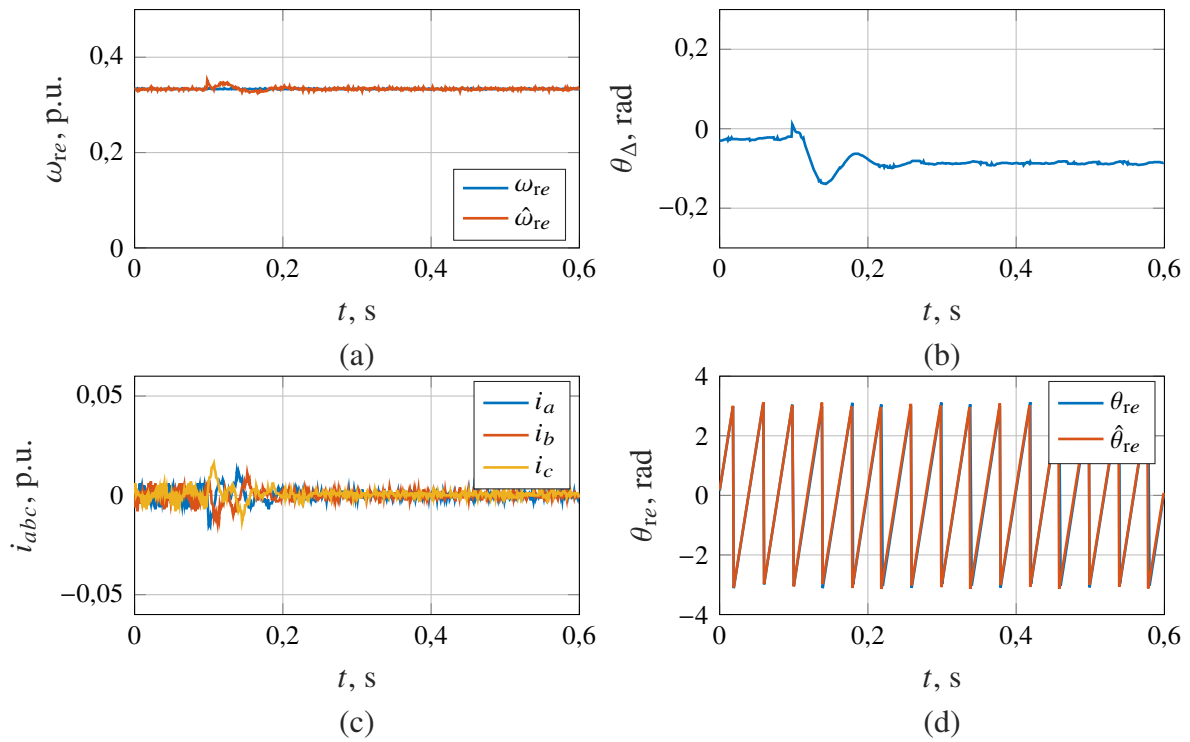 0,4
0,2
0
ω_re, p.u.
ω_re
ω̂_re
0
0,2
0,4
0,6
t, s
(a)
0,2
0
−0,2
θ_Δ, rad
0
0,2
0,4
0,6
t, s
(b)
0,05
0
−0,05
i_abc, p.u.
i_a
i_b
i_c
0
0,2
0,4
0,6
t, s
(c)
4
2
0
−2
−4
θ_re, rad
θ_re
θ̂_re
0
0,2
0,4
0,6
t, s
(d)